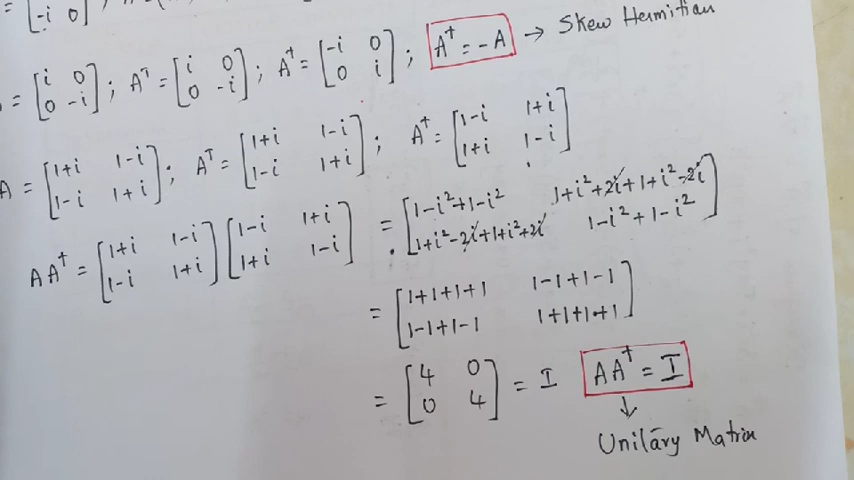 = [-i 0]
= [i 0; 0 -i] ; Aᵀ = [i 0; 0 -i] ; A† = [-i 0; 0 i] ; A† = -A → Skew Hermitian
A = [1+i 1-i; 1-i 1+i] ; Aᵀ = [1+i 1-i; 1-i 1+i] ; A† = [1-i 1+i; 1+i 1-i]
AA† = [1+i 1-i; 1-i 1+i] [1-i 1+i; 1+i 1-i] = [1-i²+1-i² 1+i²+2i+1+i²-2i; 1+i²-2i+1+i²+2i 1-i²+1-i²]
= [1+1+1+1 1-1+1-1; 1-1+1-1 1+1+1+1]
= [4 0; 0 4] = I AA† = I
↓
Unitary Matrix